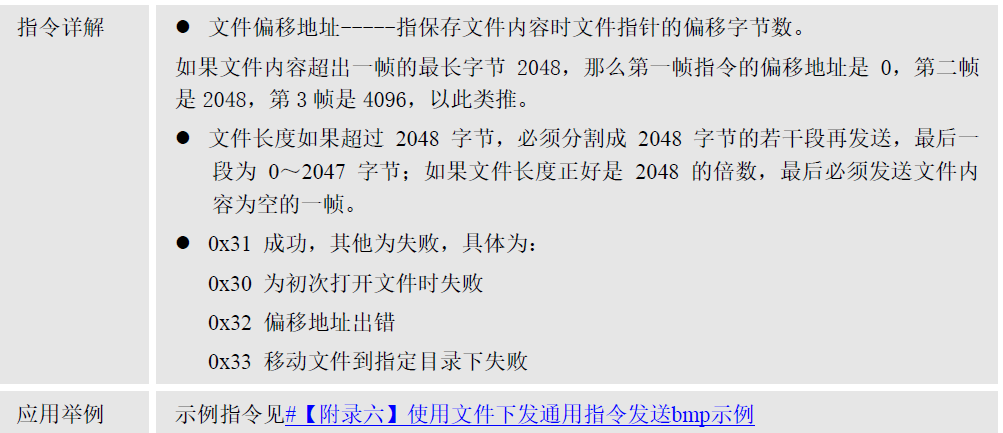 指令详解
● 文件偏移地址-----指保存文件内容时文件指针的偏移字节数。
如果文件内容超出一帧的最长字节 2048，那么第一帧指令的偏移地址是 0，第二帧
是2048，第3帧是4096，以此类推。
● 文件长度如果超过 2048 字节，必须分割成 2048 字节的若干段再发送，最后一
段为 0～2047 字节；如果文件长度正好是 2048 的倍数，最后必须发送文件内
容为空的一帧。
● 0x31 成功，其他为失败，具体为：
0x30 为初次打开文件时失败
0x32 偏移地址出错
0x33 移动文件到指定目录下失败
应用举例
示例指令见#【附录六】使用文件下发通用指令发送bmp示例